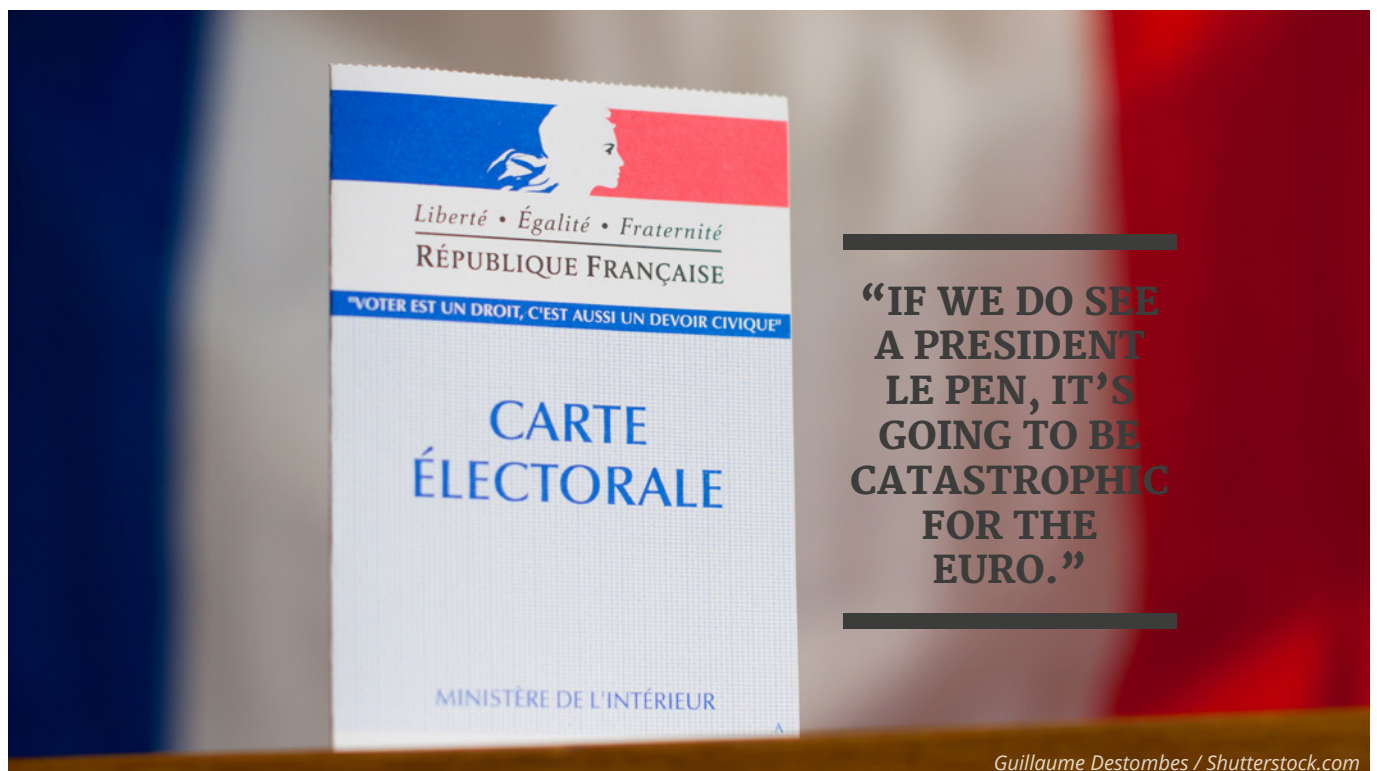 Liberté • Égalité • Fraternité
RÉPUBLIQUE FRANÇAISE
"VOTER EST UN DROIT, C'EST AUSSI UN DEVOIR CIVIQUE"
CARTE
ÉLECTORALE
MINISTÈRE DE L'INTÉRIEUR
A
“IF WE DO SEE
A PRESIDENT
LE PEN, IT’S
GOING TO BE
CATASTROPHIC
FOR THE
EURO.”
Guillaume Destombes / Shutterstock.com